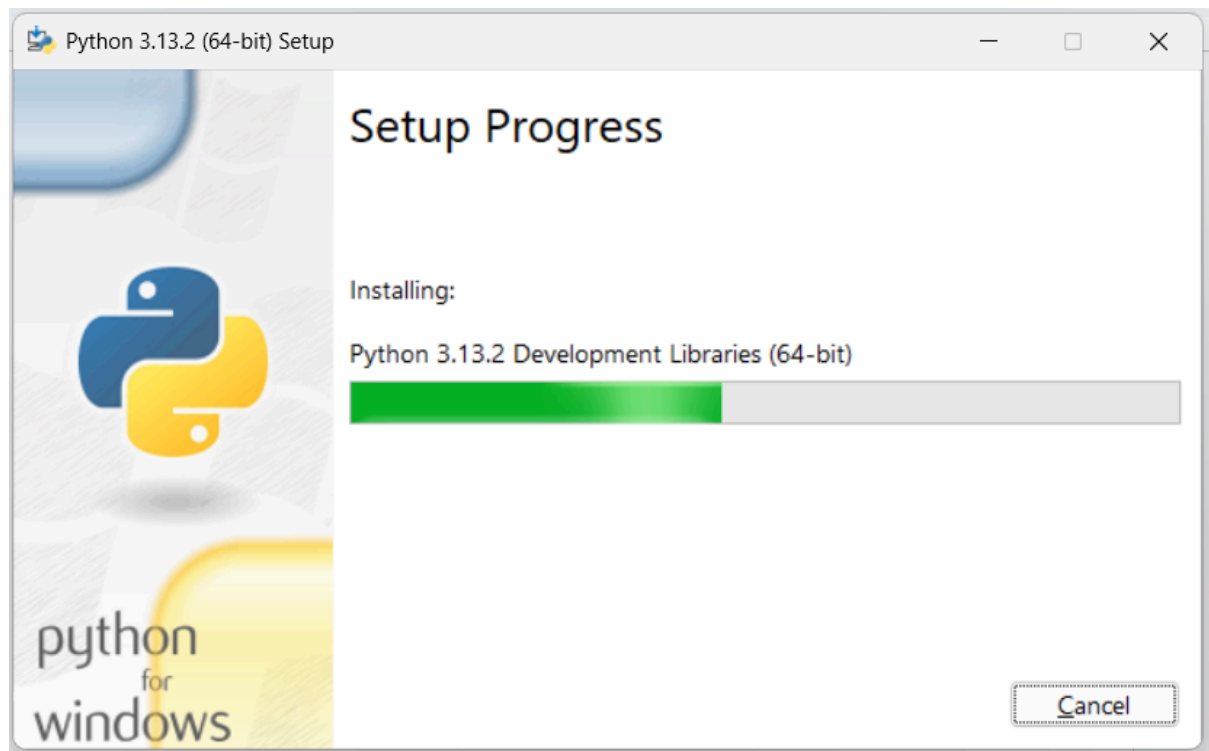 Python 3.13.2 (64-bit) Setup
Setup Progress
Installing:
Python 3.13.2 Development Libraries (64-bit)
python
for
windows
Cancel